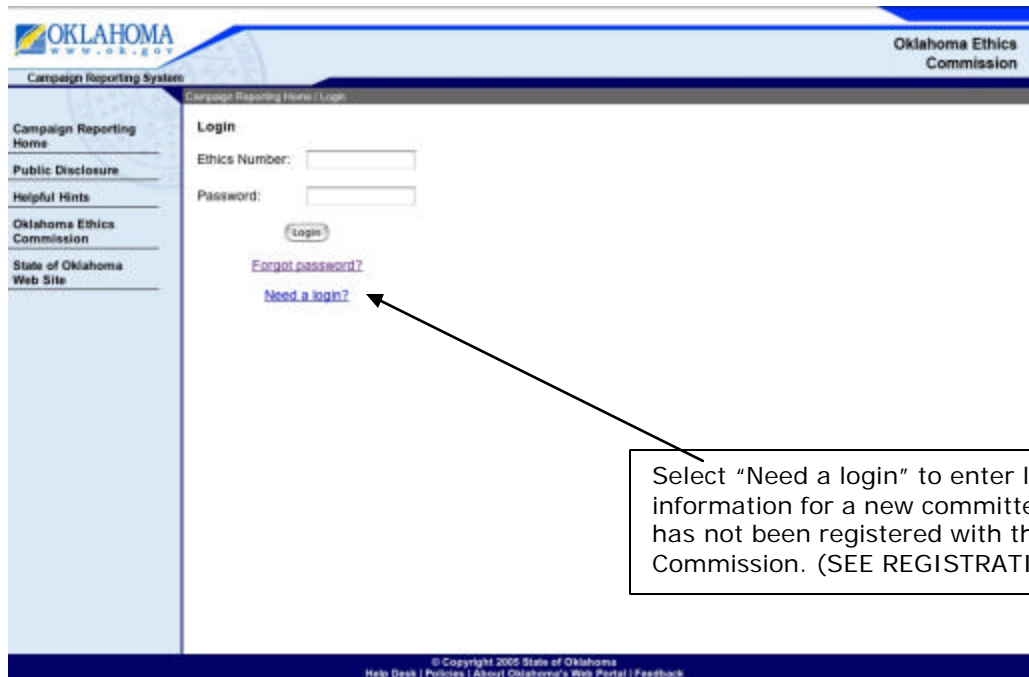 OKLAHOMA
www.ok.gov
Campaign Reporting System
Oklahoma Ethics
Commission
Campaign Reporting Home / Login
Campaign Reporting
Home
Public Disclosure
Helpful Hints
Oklahoma Ethics
Commission
State of Oklahoma
Web Site
Login
Ethics Number:
Password:
Login
Forgot password?
Need a login?
Select “Need a login” to enter
information for a new
has not been registered with
Commission. (SEE
© Copyright 2005 State of Oklahoma
Help Desk | Policies | About Oklahoma's Web Portal | Feedback